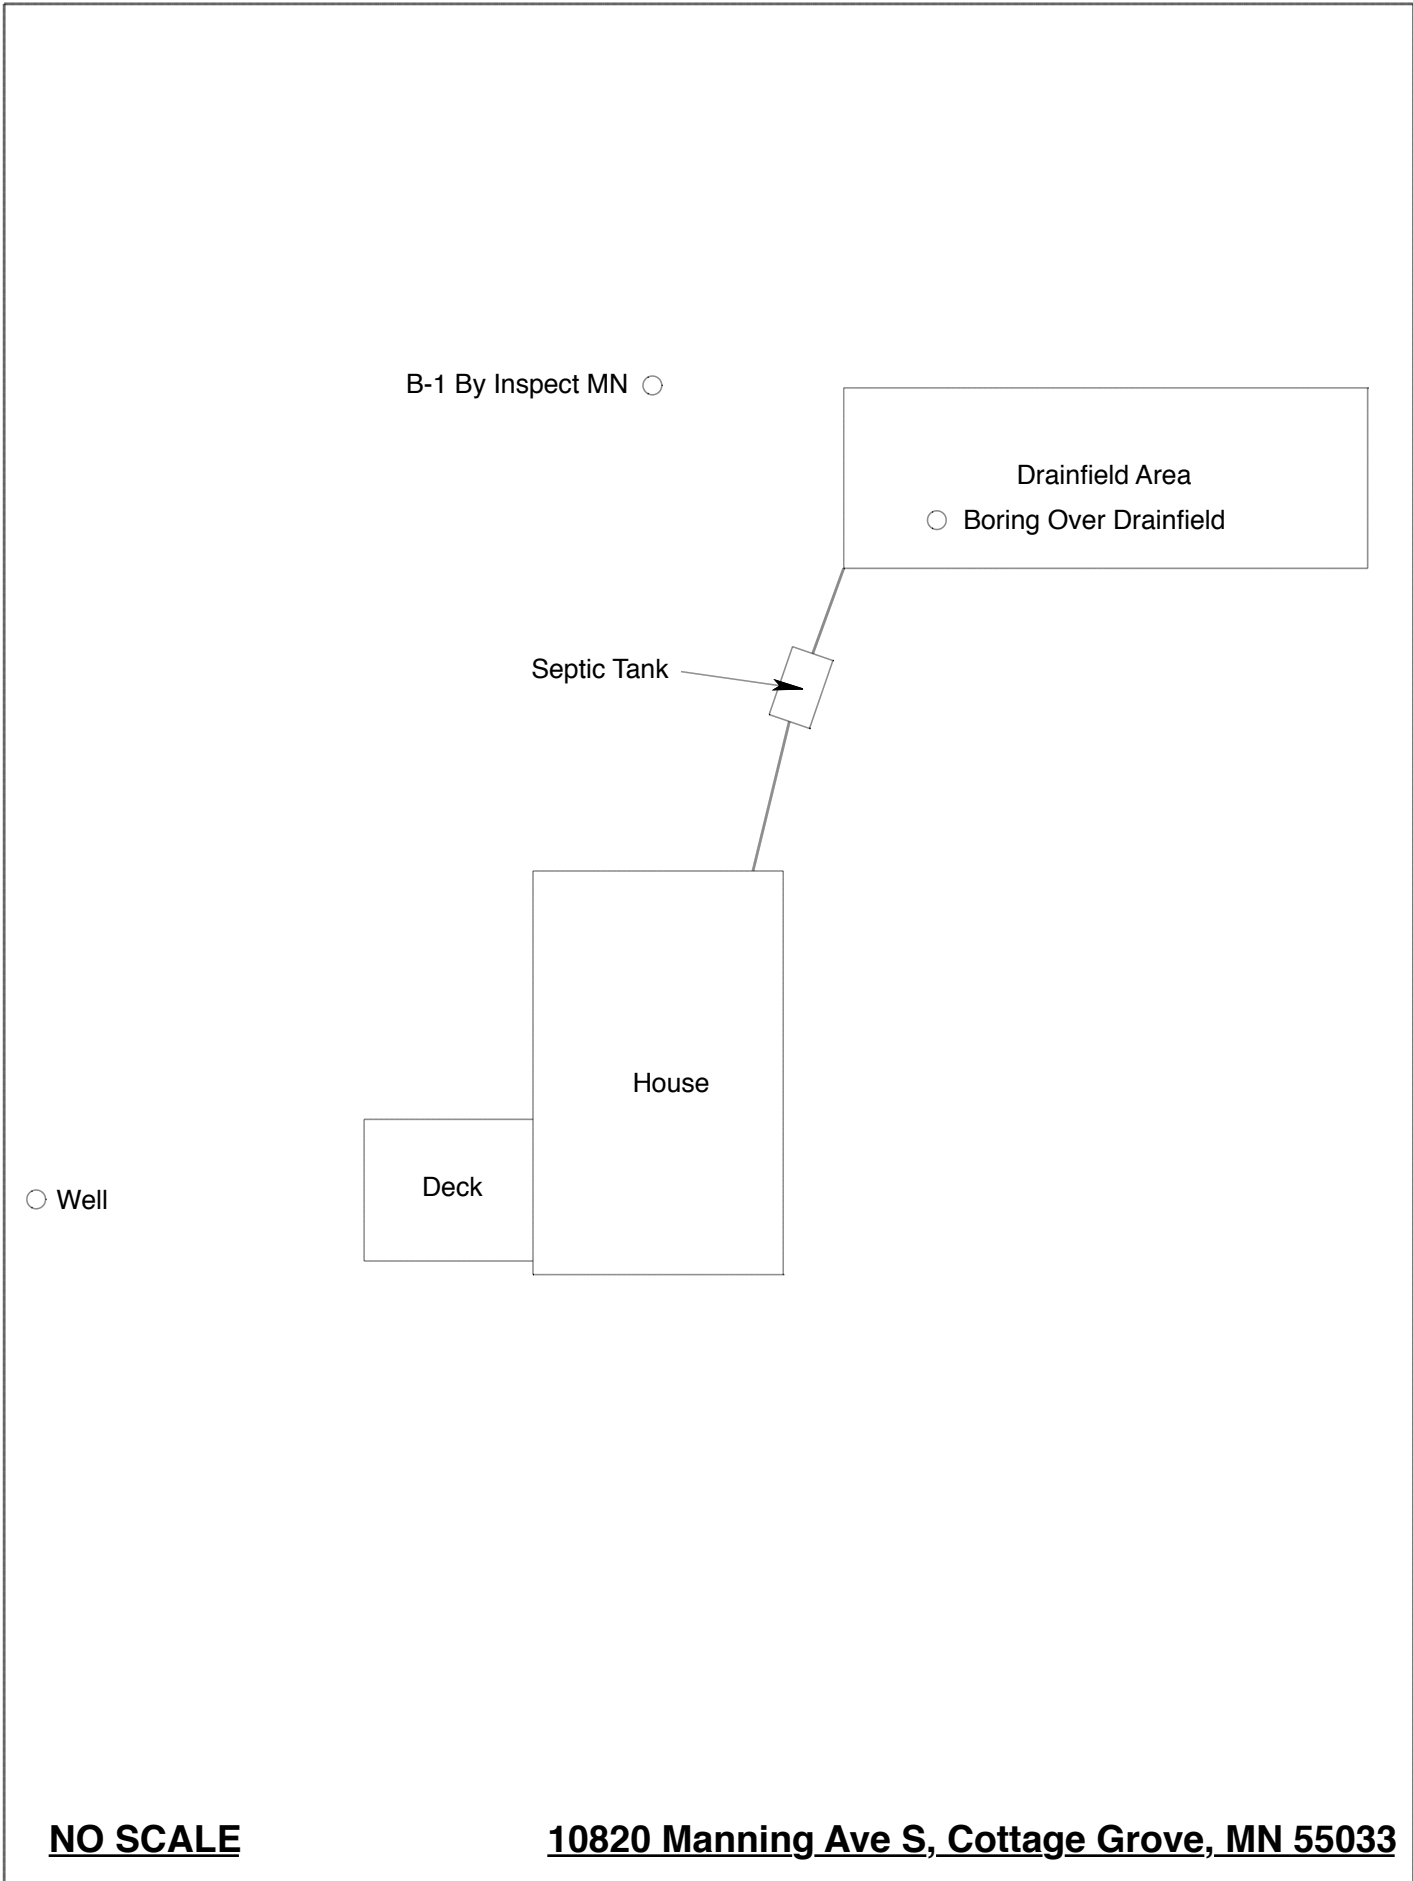 B-1 By Inspect MN
Drainfield Area
Boring Over Drainfield
Septic Tank
House
Deck
Well
NO SCALE
10820 Manning Ave S, Cottage Grove, MN 55033